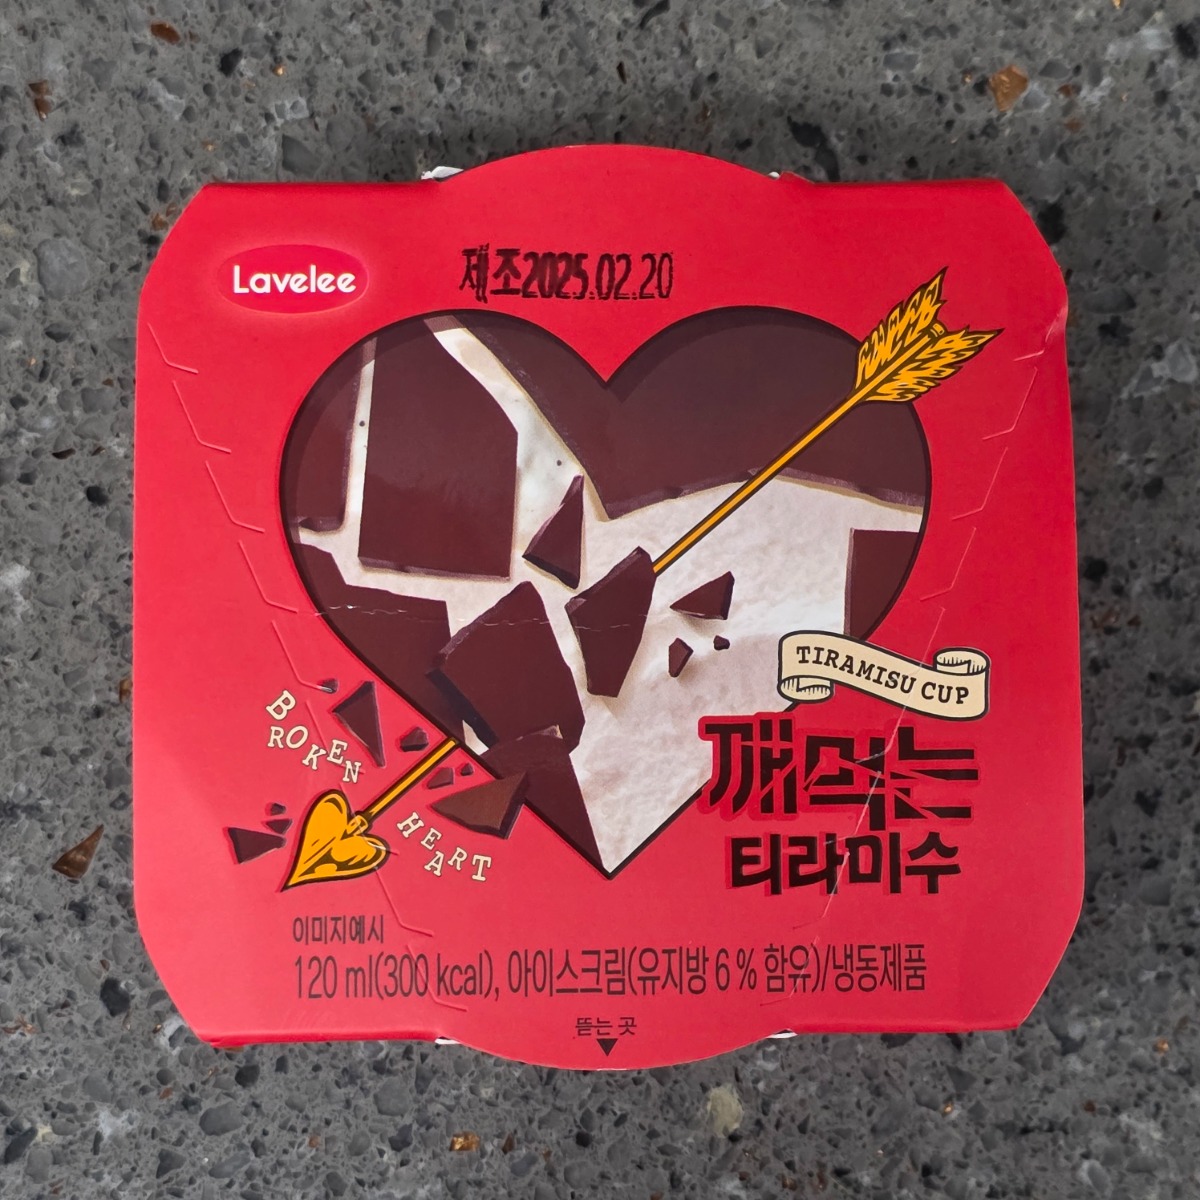 Lavelee
제조2025.02.20
TIRAMISU CUP
깨먹는
티라미수
BROKEN
HEART
이미지예시
120 ml(300 kcal), 아이스크림(유지방 6 % 함유)/냉동제품
뜯는 곳